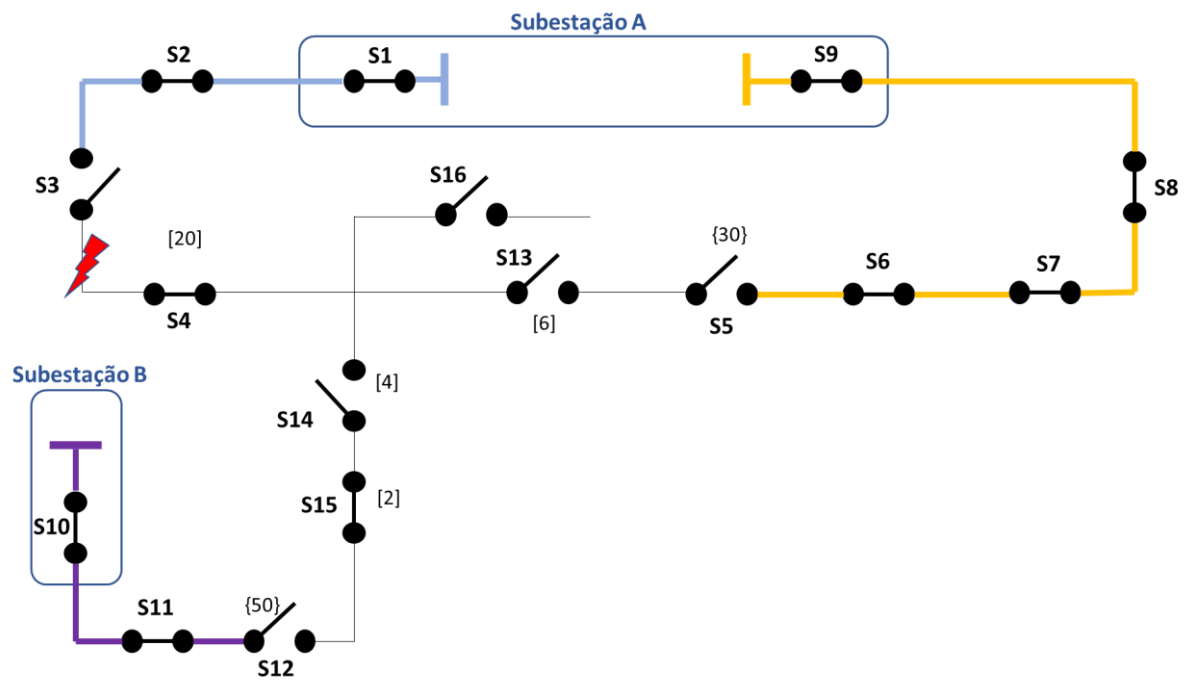 Subestação A
S2
S1
S9
S3
S16
S8
[20]
{30}
S13
S6
S7
S4
[6]
S5
Subestação B
[4]
S14
S15
[2]
S10
S11
{50}
S12